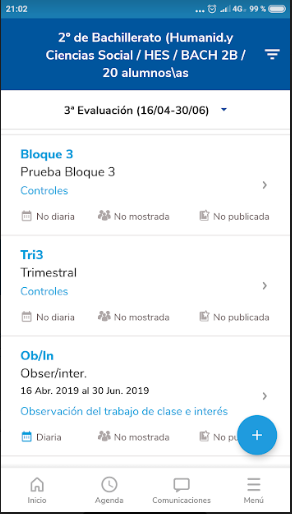 21:02
... 4G 99 %
2º de Bachillerato (Humanid.y
Ciencias Social / HES / BACH 2B /
20 alumnos\as
3ª Evaluación (16/04-30/06)
Bloque 3
Prueba Bloque 3
Controles
No diaria No mostrada No publicada
Tri3
Trimestral
Controles
No diaria No mostrada No publicada
Ob/In
Obser/inter.
16 Abr. 2019 al 30 Jun. 2019
Observación del trabajo de clase e interés
Diaria No mostrada No pu
+
Inicio Agenda Comunicaciones Menú